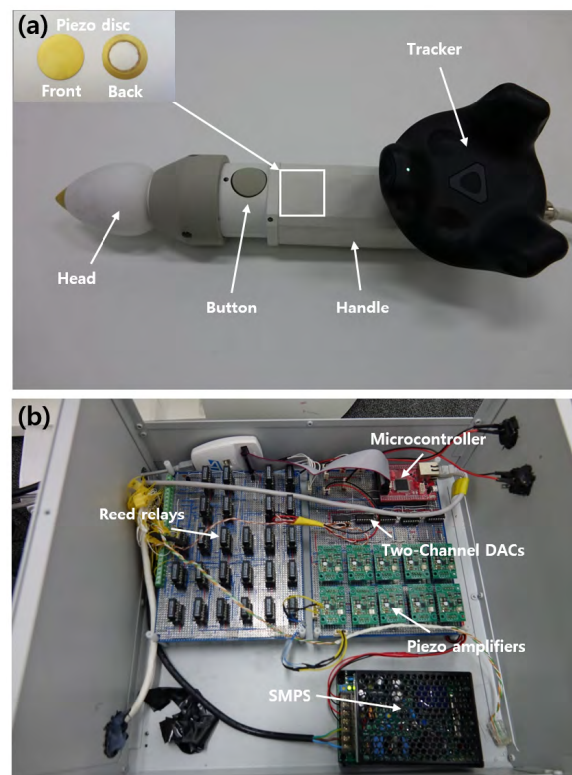 (a)
Piezo disc
Front Back
Tracker
Head
Button
Handle
(b)
Microcontroller
Reed relays
Two-Channel DACs
Piezo amplifiers
SMPS